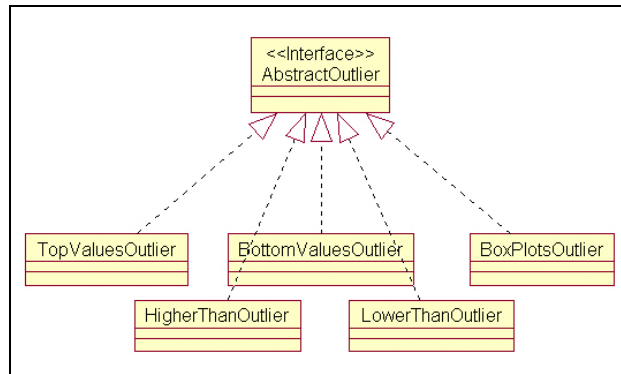 <<Interface>>
AbstractOutlier
TopValuesOutlier
BottomValuesOutlier
BoxPlotsOutlier
HigherThanOutlier
LowerThanOutlier